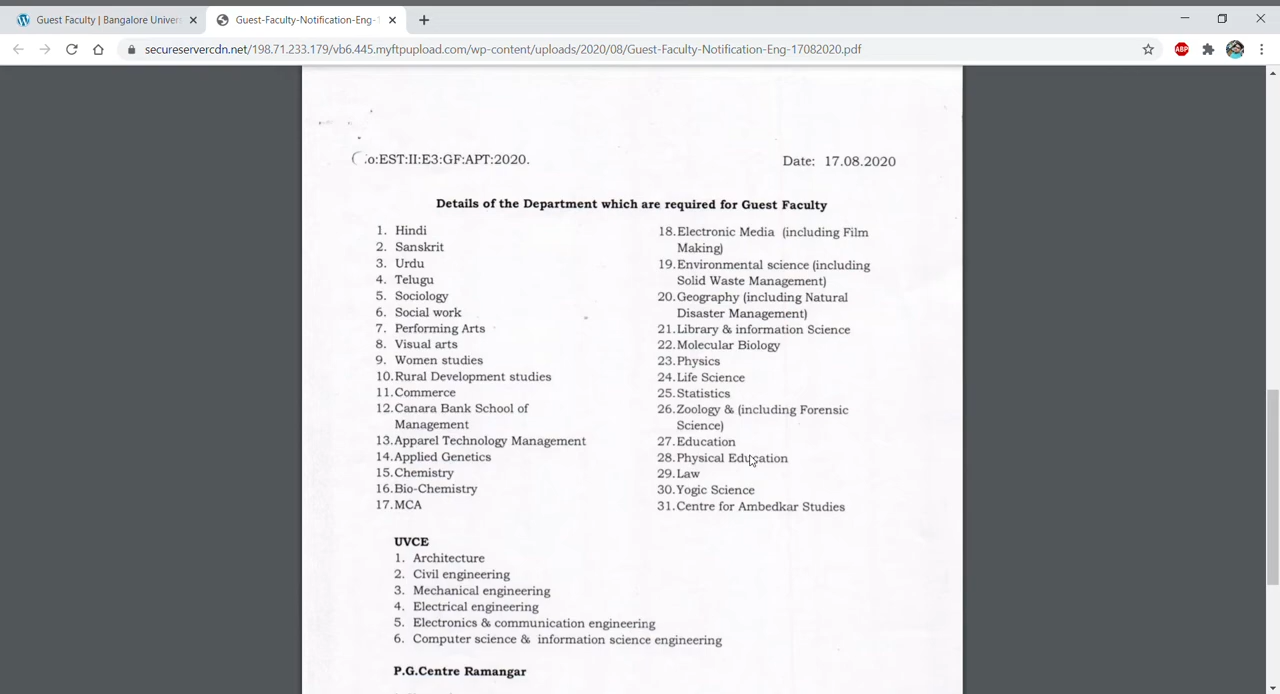 Guest Faculty | Bangalore Univer
Guest-Faculty-Notification-Eng-1
secureservercdn.net/198.71.233.179/vb6.445.myftpupload.com/wp-content/uploads/2020/08/Guest-Faculty-Notification-Eng-17082020.pdf
ABP
o:EST:II:E3:GF:APT:2020.
Date: 17.08.2020
Details of the Department which are required for Guest Faculty
1. Hindi
2. Sanskrit
3. Urdu
4. Telugu
5. Sociology
6. Social work
7. Performing Arts
8. Visual arts
9. Women studies
10.Rural Development studies
11.Commerce
12.Canara Bank School of
Management
13.Apparel Technology Management
14.Applied Genetics
15.Chemistry
16.Bio-Chemistry
17.MCA
18.Electronic Media (including Film
Making)
19.Environmental science (including
Solid Waste Management)
20.Geography (including Natural
Disaster Management)
21.Library & information Science
22.Molecular Biology
23.Physics
24.Life Science
25.Statistics
26.Zoology & (including Forensic
Science)
27.Education
28.Physical Education
29.Law
30.Yogic Science
31.Centre for Ambedkar Studies
UVCE
1. Architecture
2. Civil engineering
3. Mechanical engineering
4. Electrical engineering
5. Electronics & communication engineering
6. Computer science & information science engineering
P.G.Centre Ramangar